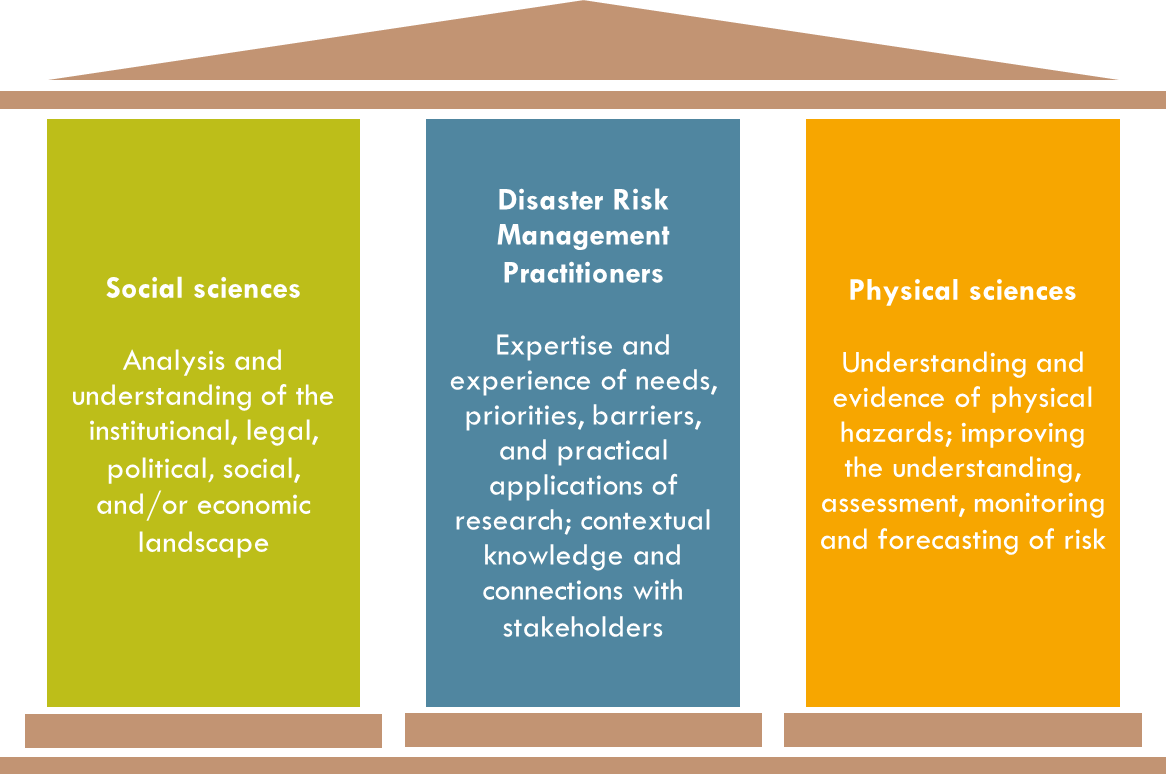 Social sciences
Analysis and
understanding of the
institutional, legal,
political, social,
and/or economic
landscape
Disaster Risk
Management
Practitioners
Expertise and
experience of needs,
priorities, barriers,
and practical
applications of
research; contextual
knowledge and
connections with
stakeholders
Physical sciences
Understanding and
evidence of physical
hazards; improving
the understanding,
assessment, monitoring
and forecasting of risk